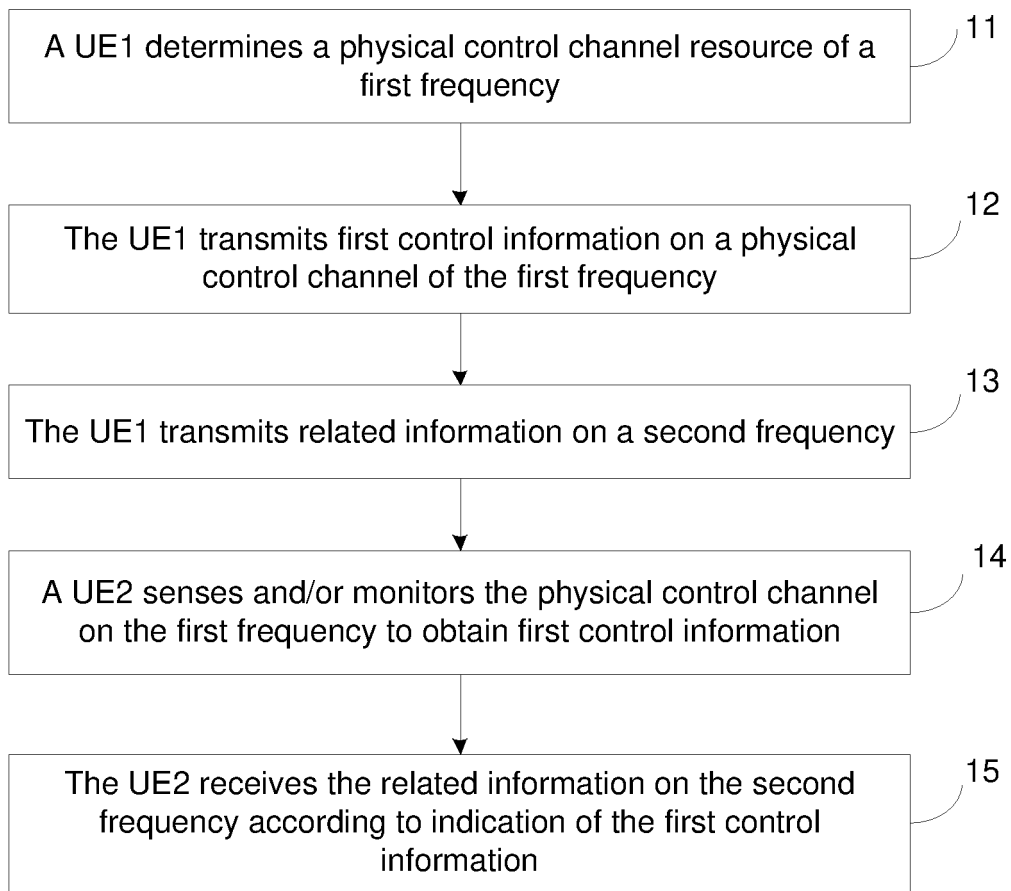 A UE1 determines a physical control channel resource of a
first frequency
11
The UE1 transmits first control information on a physical
control channel of the first frequency
12
The UE1 transmits related information on a second frequency
13
A UE2 senses and/or monitors the physical control channel
on the first frequency to obtain first control information
14
The UE2 receives the related information on the second
frequency according to indication of the first control
information
15